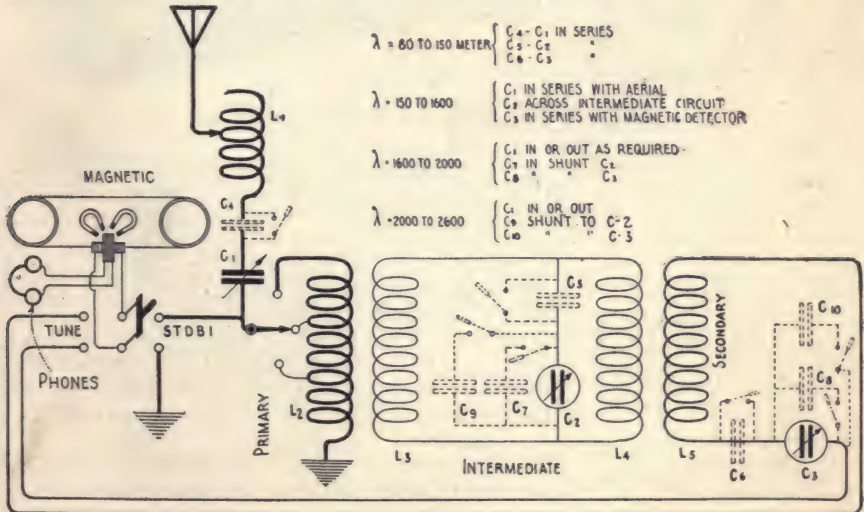 λ = 80 TO 150 METER { C4 - C1 IN SERIES
C5 - C2 "
C6 - C3 "
λ = 150 TO 1600 { C1 IN SERIES WITH AERIAL
C2 ACROSS INTERMEDIATE CIRCUIT
C3 IN SERIES WITH MAGNETIC DETECTOR
λ = 1600 TO 2000 { C1 IN OR OUT AS REQUIRED
C7 IN SHUNT C2
C8 " " C3
λ = 2000 TO 2600 { C1 IN OR OUT
C9 SHUNT TO C-2
C10 " " C-3
L4
MAGNETIC
C4
C1
TUNE
STDBI
PHONES
PRIMARY
L2
L3
INTERMEDIATE
C5
C9
C7
C2
L4
L5
SECONDARY
C10
C8
C6
C3